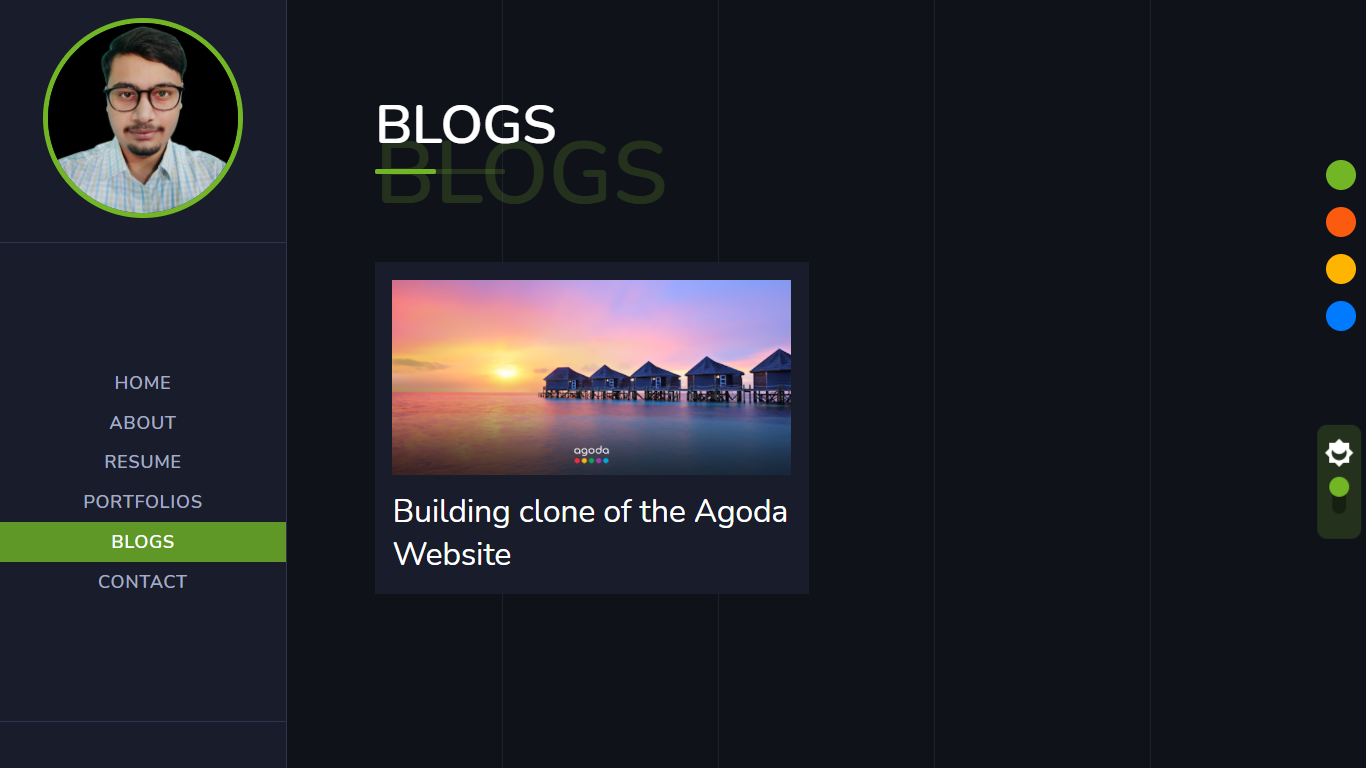 HOME
ABOUT
RESUME
PORTFOLIOS
BLOGS
CONTACT
BLOGS
BLOGS
agoda
Building clone of the Agoda
Website